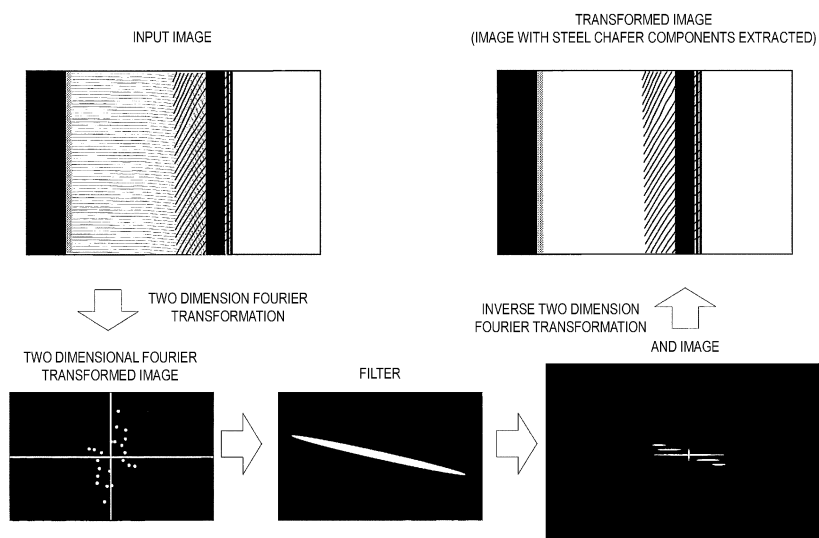 INPUT IMAGE
TRANSFORMED IMAGE
(IMAGE WITH STEEL CHAFER COMPONENTS EXTRACTED)
TWO DIMENSION FOURIER
TRANSFORMATION
INVERSE TWO DIMENSION
FOURIER TRANSFORMATION
TWO DIMENSIONAL FOURIER
TRANSFORMED IMAGE
FILTER
AND IMAGE